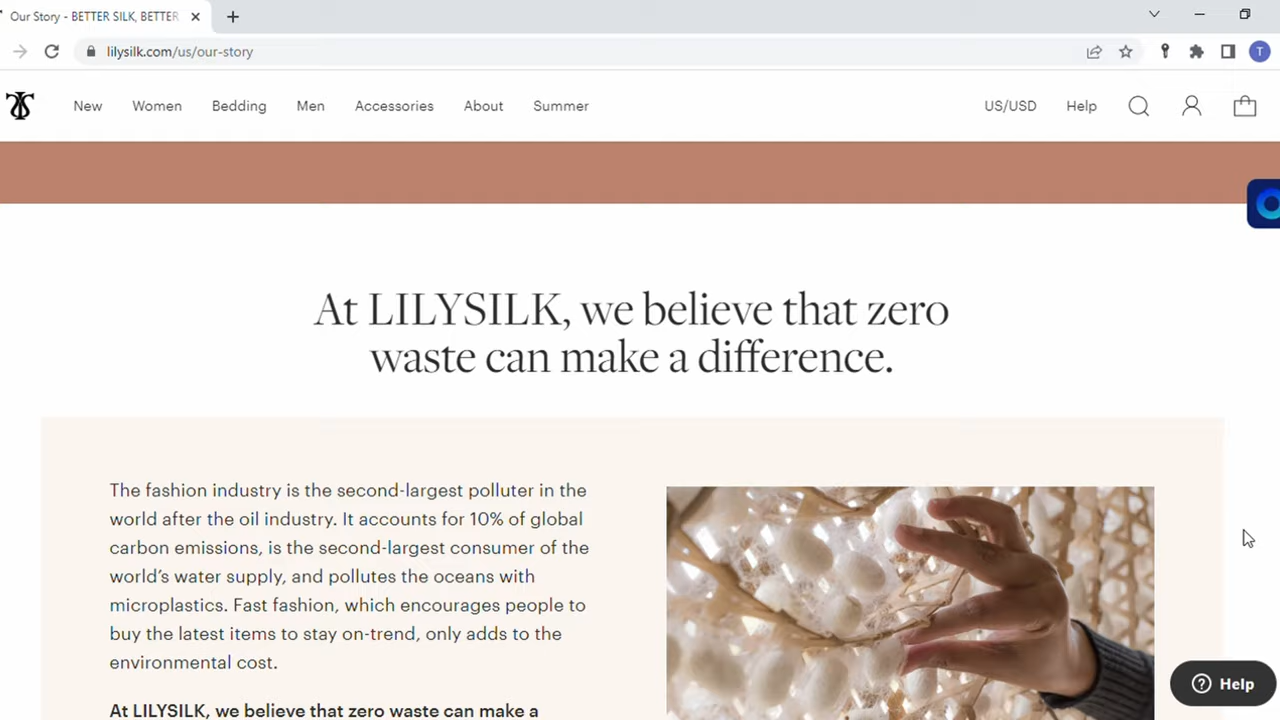 Our Story - BETTER SILK, BETTER
lilysilk.com/us/our-story
T
New Women Bedding Men Accessories About Summer US/USD Help
At LILYSILK, we believe that zero
waste can make a difference.
The fashion industry is the second-largest polluter in the
world after the oil industry. It accounts for 10% of global
carbon emissions, is the second-largest consumer of the
world's water supply, and pollutes the oceans with
microplastics. Fast fashion, which encourages people to
buy the latest items to stay on-trend, only adds to the
environmental cost.
At LILYSILK, we believe that zero waste can make a
Help